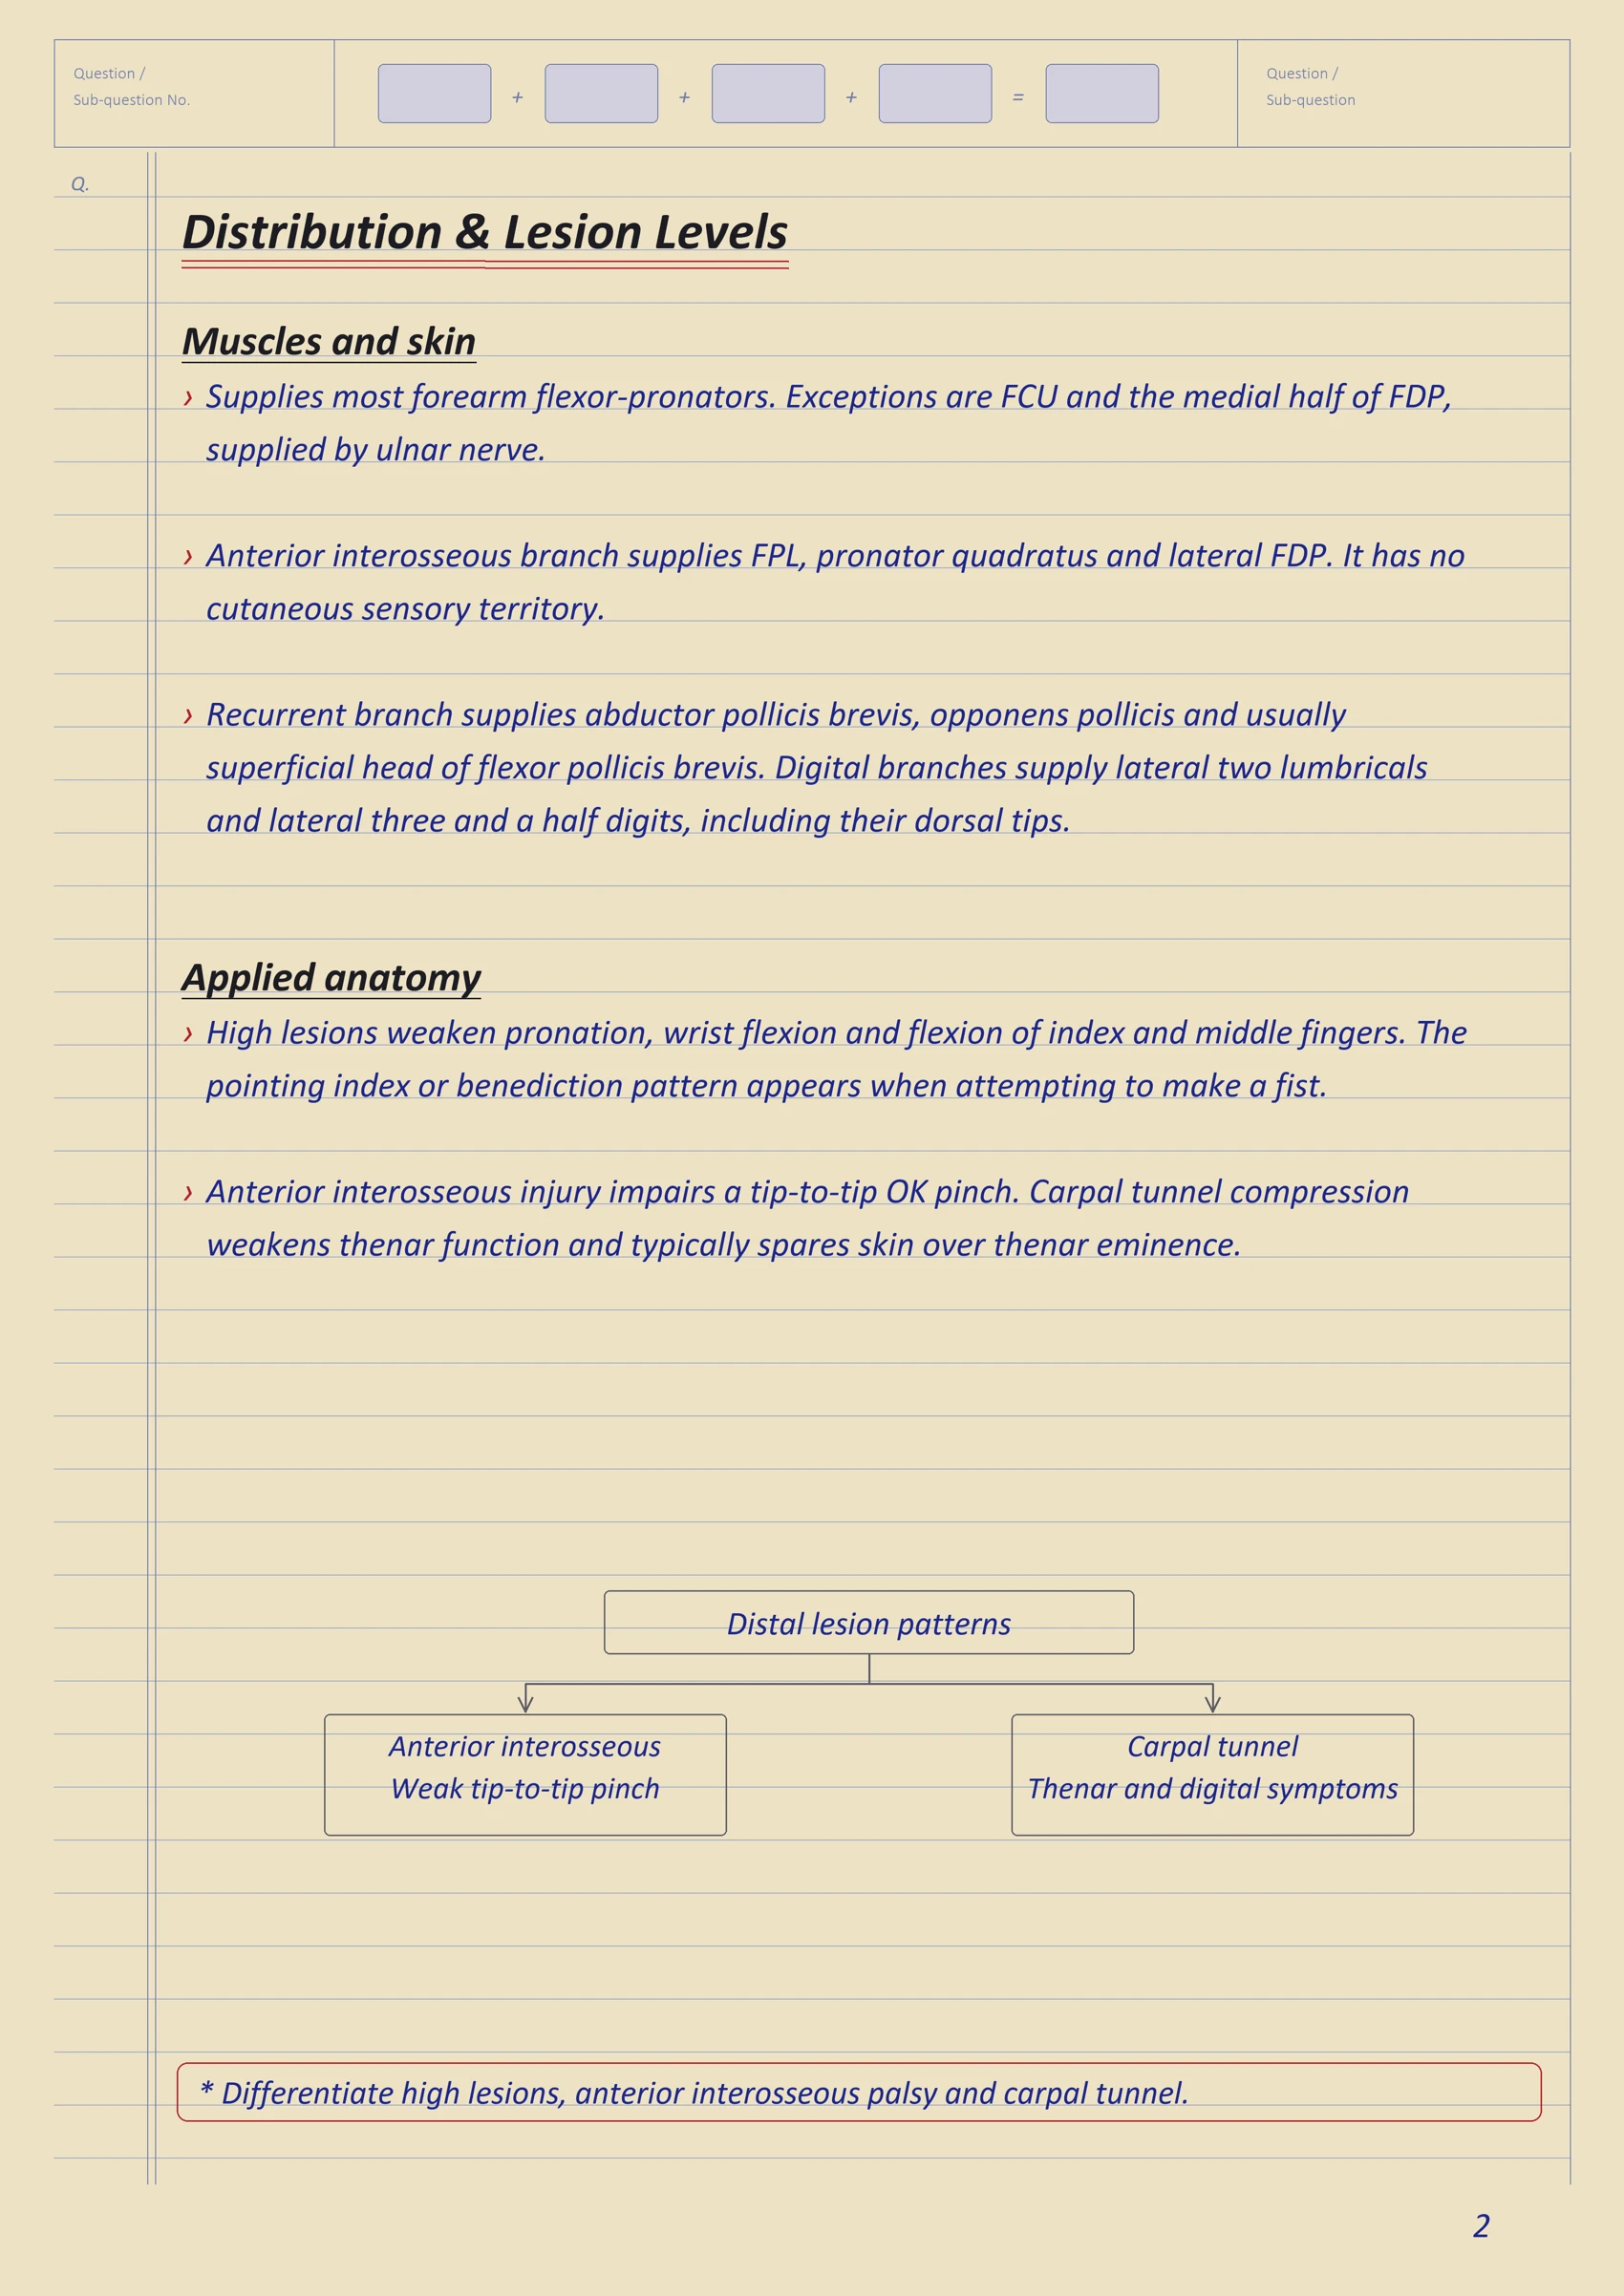 Question /
Sub-question No.
+ + + =
Question /
Sub-question
Q.
Distribution & Lesion Levels
Muscles and skin
› Supplies most forearm flexor-pronators. Exceptions are FCU and the medial half of FDP,
supplied by ulnar nerve.
› Anterior interosseous branch supplies FPL, pronator quadratus and lateral FDP. It has no
cutaneous sensory territory.
› Recurrent branch supplies abductor pollicis brevis, opponens pollicis and usually
superficial head of flexor pollicis brevis. Digital branches supply lateral two lumbricals
and lateral three and a half digits, including their dorsal tips.
Applied anatomy
› High lesions weaken pronation, wrist flexion and flexion of index and middle fingers. The
pointing index or benediction pattern appears when attempting to make a fist.
› Anterior interosseous injury impairs a tip-to-tip OK pinch. Carpal tunnel compression
weakens thenar function and typically spares skin over thenar eminence.
Distal lesion patterns
Anterior interosseous
Weak tip-to-tip pinch
Carpal tunnel
Thenar and digital symptoms
* Differentiate high lesions, anterior interosseous palsy and carpal tunnel.
2